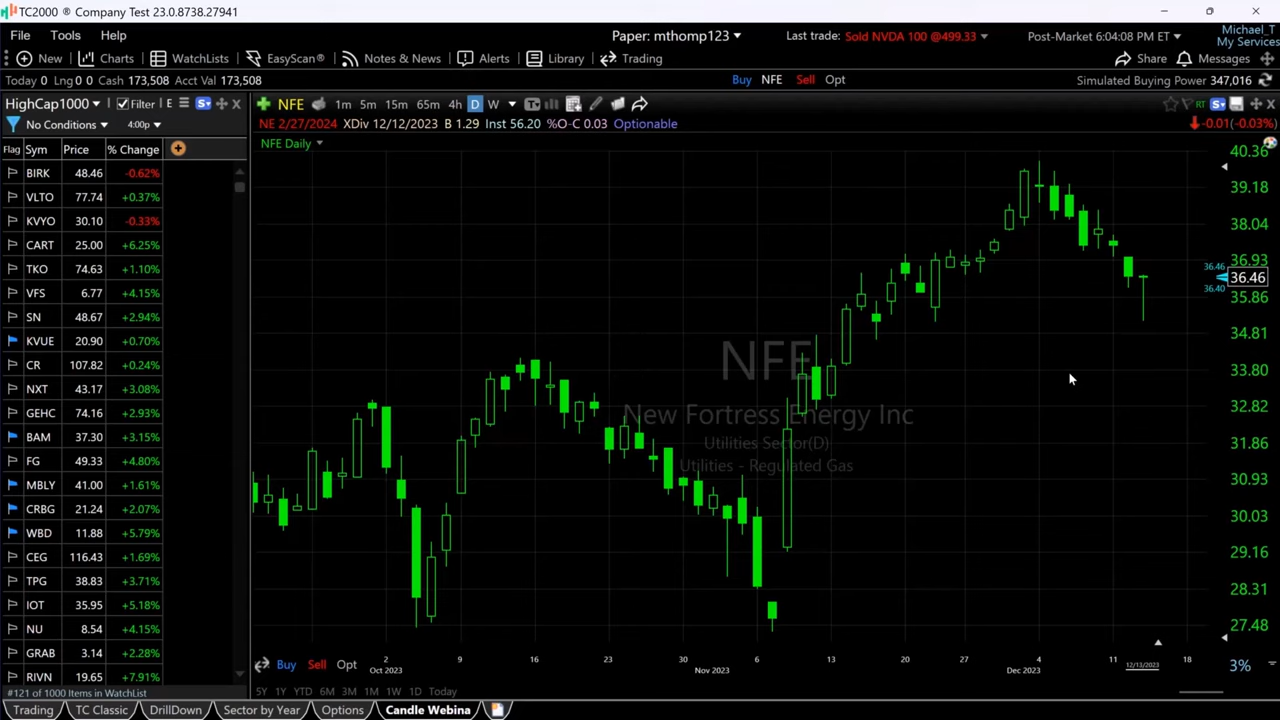 TC2000 ® Company Test 23.0.8738.27941
File Tools Help Paper: mthomp123 Last trade: Sold NVDA 100 @499.33 Post-Market 6:04:08 PM ET Michael_T
My Services
New Charts WatchLists EasyScan® Notes & News Alerts Library Trading Share Messages
Today 0 Lng 0:0 Cash 173,508 Acct Val 173,508 Buy NFE Sell Opt Simulated Buying Power 347,016
HighCap1000 Filter E NFE 1m 5m 15m 65m 4h D W RT
No Conditions 4:00p NE 2/27/2024 XDiv 12/12/2023 B 1.29 Inst 56.20 %O-C 0.03 Optionable -0.01(-0.03%)
NFE Daily
Flag Sym Price % Change
BIRK 48.46 -0.62%
VLTO 77.74 +0.37%
KVYO 30.10 -0.33%
CART 25.00 +6.25%
TKO 74.63 +1.10%
VFS 6.77 +4.15%
SN 48.67 +2.94%
KVUE 20.90 +0.70%
CR 107.82 +0.24%
NXT 43.17 +3.08%
GEHC 74.16 +2.93%
BAM 37.30 +3.15%
FG 49.33 +4.80%
MBLY 41.00 +1.61%
CRBG 21.24 +2.07%
WBD 11.88 +5.79%
CEG 116.43 +1.69%
TPG 38.83 +3.71%
IOT 35.95 +5.18%
NU 8.54 +4.15%
GRAB 3.14 +2.28%
RIVN 19.65 +7.91%
#121 of 1000 Items in WatchList
NFE
New Fortress Energy Inc
Utilities Sector(D)
Utilities - Regulated Gas
40.36
39.18
38.04
36.93
36.46
36.46
36.40
35.86
34.81
33.80
32.82
31.86
30.93
30.03
29.16
28.31
27.48
Buy Sell Opt 2 9 16 23 30 6 13 20 27 4 11 12/13/2023 18 3%
Oct 2023 Nov 2023 Dec 2023
5Y 1Y YTD 6M 3M 1M 1W 1D Today
Trading TC Classic DrillDown Sector by Year Options Candle Webina